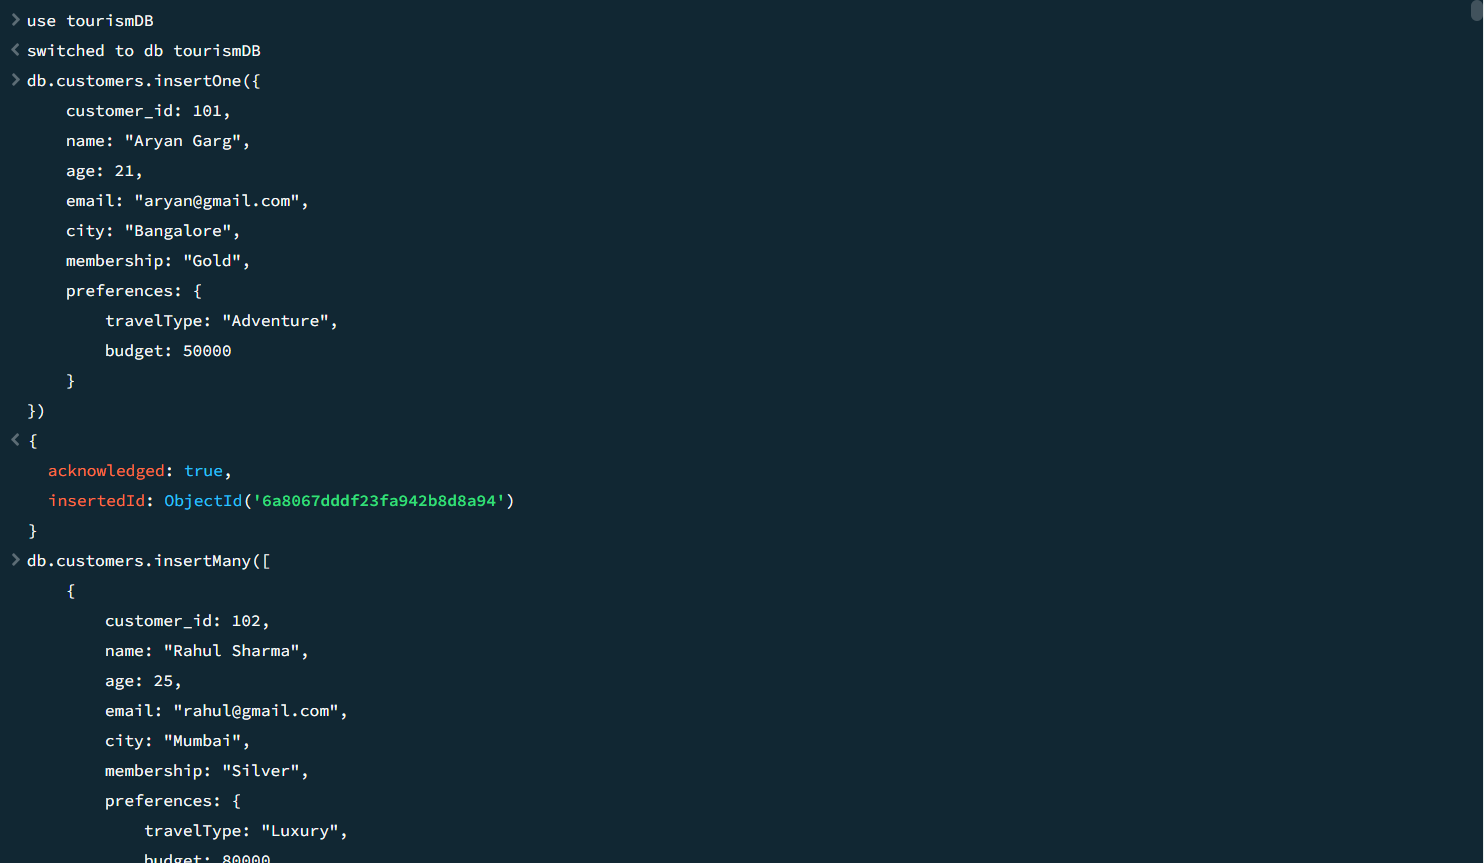 > use tourismDB
< switched to db tourismDB
> db.customers.insertOne({
    customer_id: 101,
    name: "Aryan Garg",
    age: 21,
    email: "aryan@gmail.com",
    city: "Bangalore",
    membership: "Gold",
    preferences: {
        travelType: "Adventure",
        budget: 50000
    }
})
< {
  acknowledged: true,
  insertedId: ObjectId('6a8067dddf23fa942b8d8a94')
}
> db.customers.insertMany([
    {
        customer_id: 102,
        name: "Rahul Sharma",
        age: 25,
        email: "rahul@gmail.com",
        city: "Mumbai",
        membership: "Silver",
        preferences: {
            travelType: "Luxury",
            budget: 80000